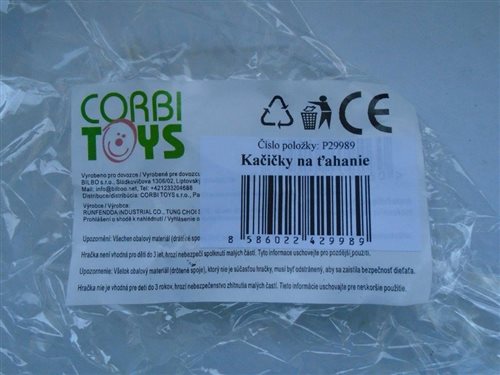 CORBI
TOYS
Číslo položky: P29989
Kačičky na ťahanie
8 586022 429989
Vyrobeno pro dovozce / Vyrobené pre dovozcu
BILBO s.r.o., Sládkovičova 1306/02, Liptovský
Mail: info@bilboo.net, Tel: +421233204688
Distribuce/distribúcia: CORBI TOYS s.r.o., Pa
Výrobce / Výrobca:
RUNFENDDA INDUSTRIAL CO., TUNG CHOI S
Prohlášení o shodě k nahlédnutí / Vyhlásenie o
Upozornění: Všechen obalový materiál (drátěné spo
Hračka není vhodná pro děti do 3 let, hrozí nebezpečí spolknutí malých částí. Tyto informace uschovejte pro pozdější použití.
Upozornenie: Všetok obalový materiál (drôtené spoje), ktorý nie je súčasťou hračky, musí byť odstránený, aby sa zaistila bezpečnosť dieťaťa.
Hračka nie je vhodná pre deti do 3 rokov, hrozí nebezpečenstvo zhltnutia malých častí. Tieto informácie uschovajte pre neskoršie použitie.